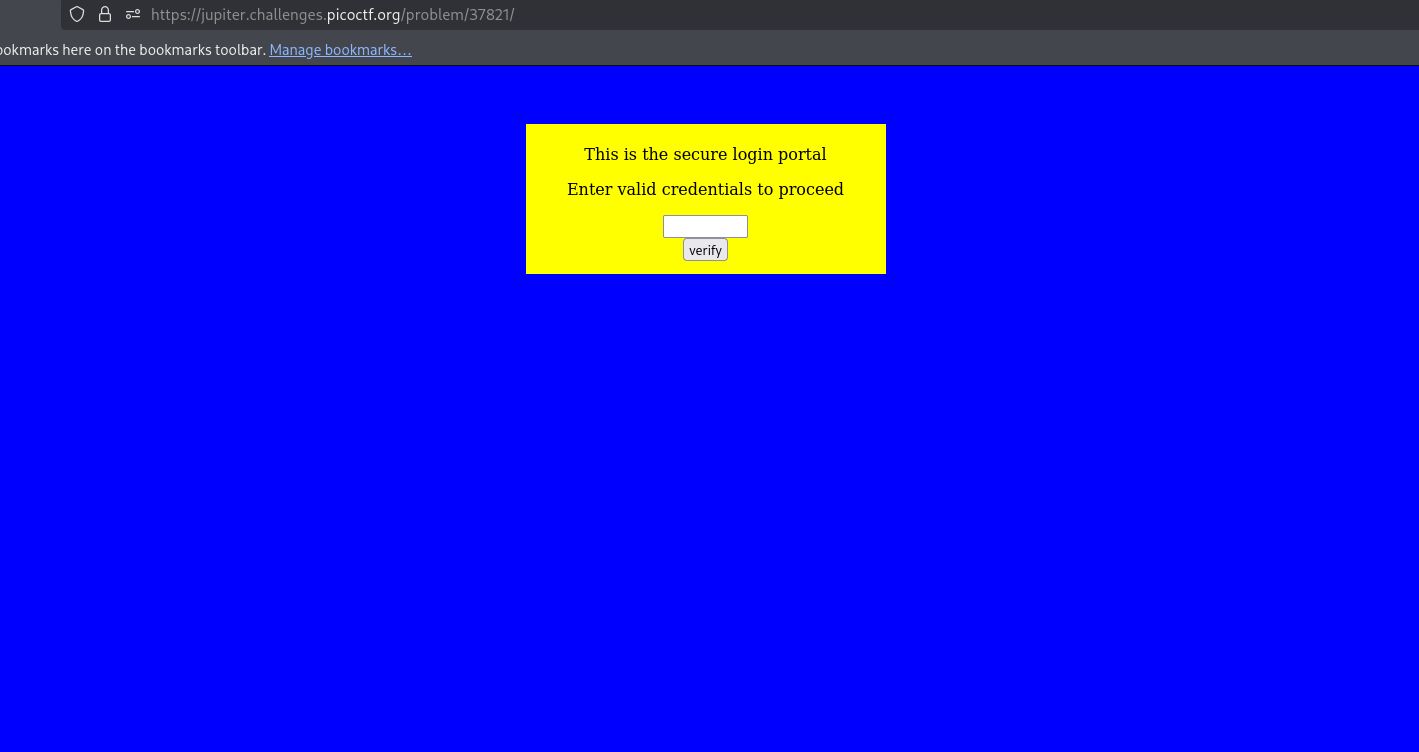 https://jupiter.challenges.picoctf.org/problem/37821/
ookmarks here on the bookmarks toolbar. Manage bookmarks...
This is the secure login portal
Enter valid credentials to proceed
verify